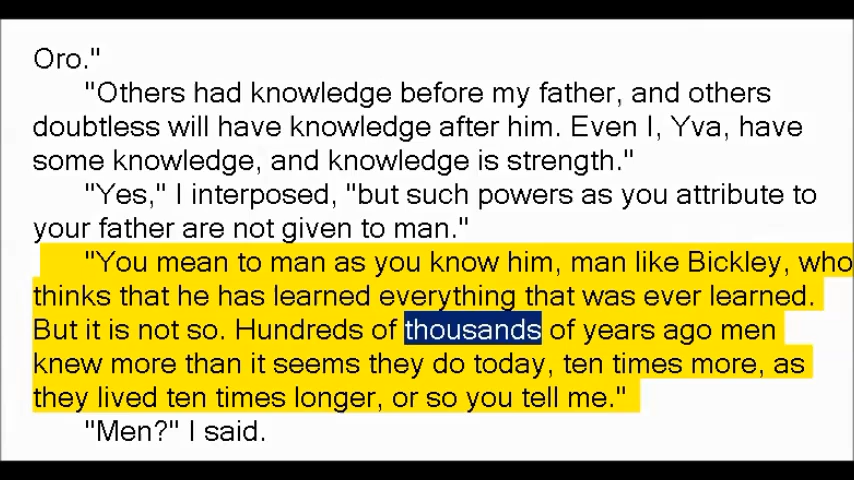 Oro."
"Others had knowledge before my father, and others
doubtless will have knowledge after him. Even I, Yva, have
some knowledge, and knowledge is strength."
"Yes," I interposed, "but such powers as you attribute to
your father are not given to man."
"You mean to man as you know him, man like Bickley, who
thinks that he has learned everything that was ever learned.
But it is not so. Hundreds of thousands of years ago men
knew more than it seems they do today, ten times more, as
they lived ten times longer, or so you tell me."
"Men?" I said.